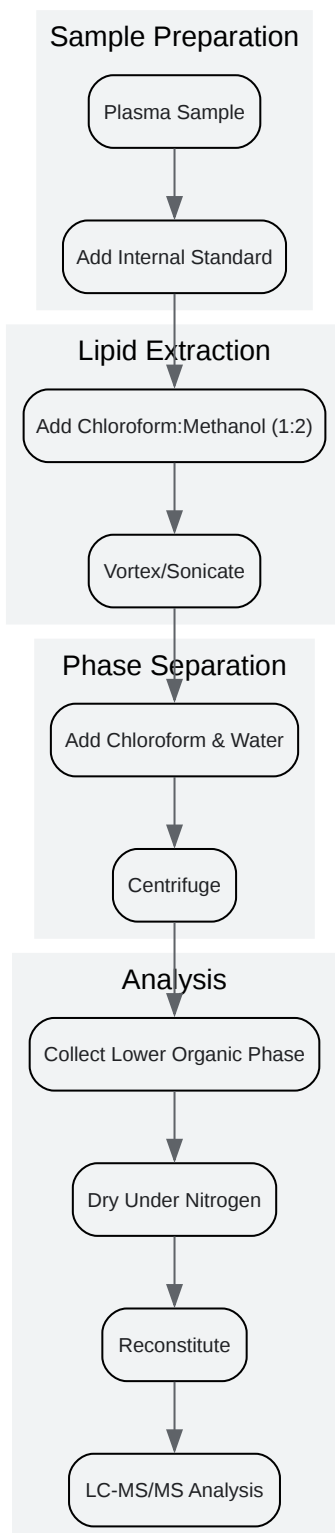 Sample Preparation
Plasma Sample
Add Internal Standard
Lipid Extraction
Add Chloroform:Methanol (1:2)
Vortex/Sonicate
Phase Separation
Add Chloroform & Water
Centrifuge
Analysis
Collect Lower Organic Phase
Dry Under Nitrogen
Reconstitute
LC-MS/MS Analysis